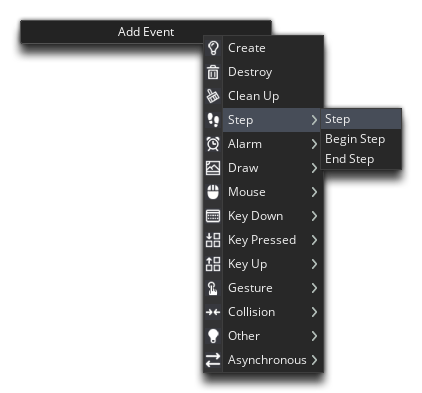 Add Event
Create
Destroy
Clean Up
Step
Step
Begin Step
End Step
Alarm
Draw
Mouse
Key Down
Key Pressed
Key Up
Gesture
Collision
Other
Asynchronous